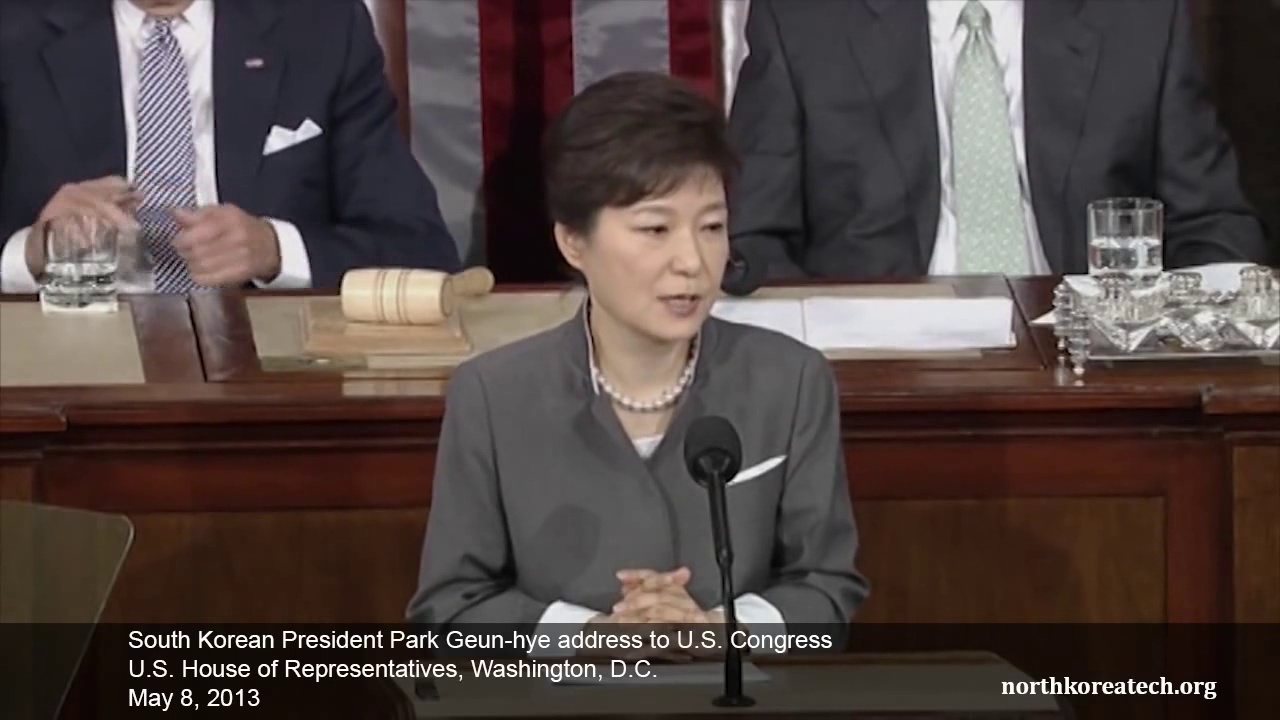 South Korean President Park Geun-hye address to U.S. Congress
U.S. House of Representatives, Washington, D.C.
May 8, 2013
northkoreatech.org